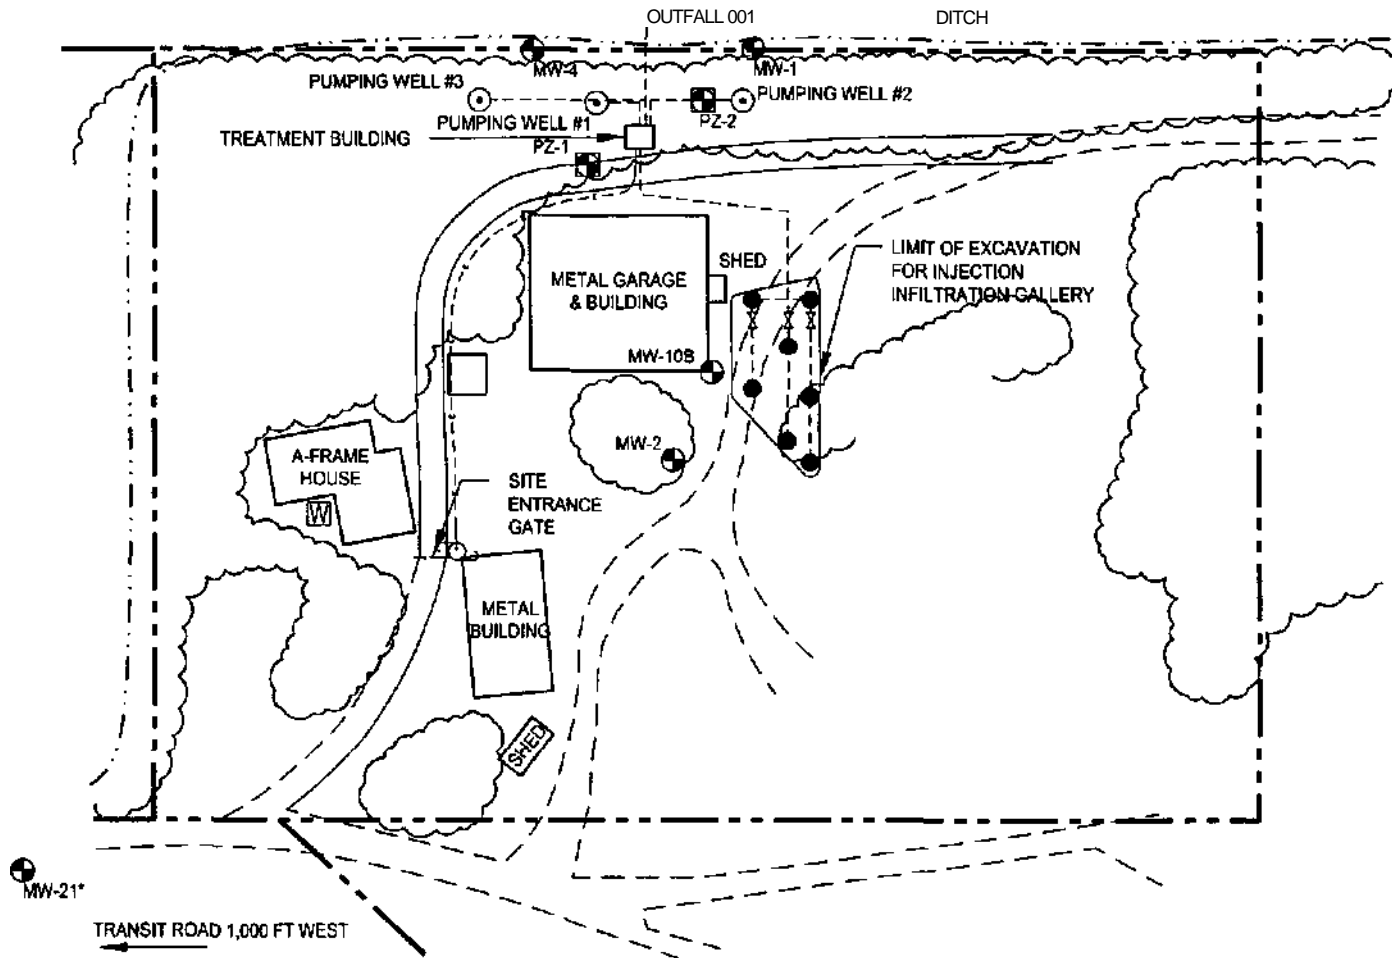 OUTFALL 001
DITCH
MW-4
MW-1
PUMPING WELL #3
PUMPING WELL #2
PUMPING WELL #1
PZ-2
TREATMENT BUILDING
PZ-1
SHED
LIMIT OF EXCAVATION
FOR INJECTION
INFILTRATION GALLERY
METAL GARAGE
& BUILDING
MW-10B
MW-2
A-FRAME
HOUSE
W
SITE
ENTRANCE
GATE
METAL
BUILDING
SHED
MW-21*
TRANSIT ROAD 1,000 FT WEST